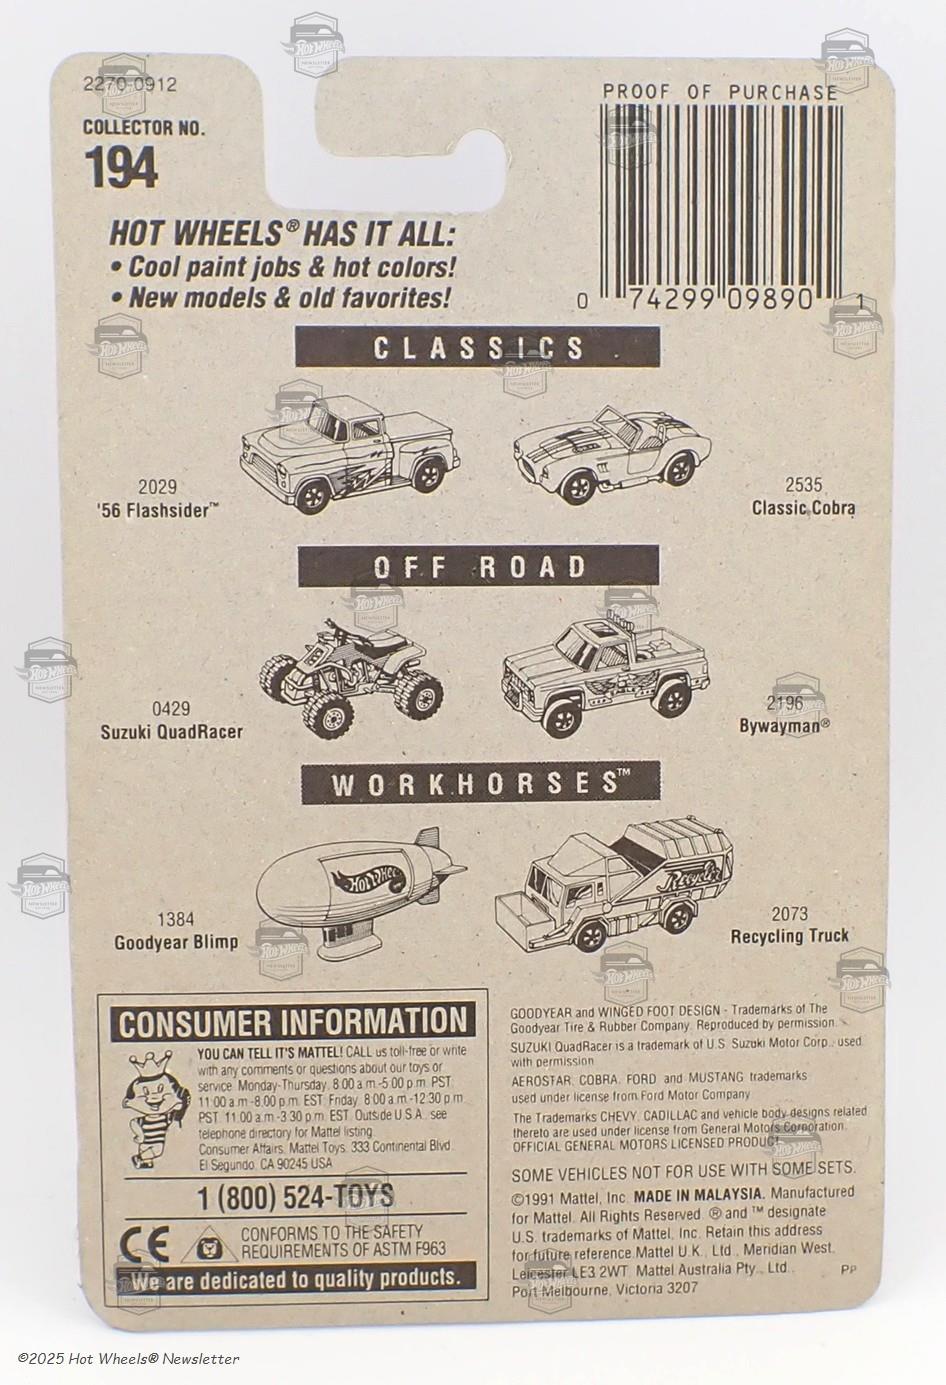 2270-0912
PROOF OF PURCHASE
COLLECTOR NO.
194
0 74299 09890 1
HOT WHEELS® HAS IT ALL:
• Cool paint jobs & hot colors!
• New models & old favorites!
CLASSICS
2029
'56 Flashsider™
2535
Classic Cobra
OFF ROAD
0429
Suzuki QuadRacer
2196
Bywayman®
WORKHORSES™
HOT WHEELS
Recycler
1384
Goodyear Blimp
2073
Recycling Truck
CONSUMER INFORMATION
YOU CAN TELL IT'S MATTEL! CALL us toll-free or write
with any comments or questions about our toys or
service. Monday-Thursday, 8:00 a.m.-5:00 p.m. PST
11:00 a.m.-8:00 p.m. EST. Friday, 8:00 a.m.-12:30 p.m.
PST, 11:00 a.m.-3:30 p.m. EST. Outside U.S.A., see
telephone directory for Mattel listing.
Consumer Affairs, Mattel Toys, 333 Continental Blvd.
El Segundo, CA 90245 USA
1 (800) 524-TOYS
CE
CONFORMS TO THE SAFETY
REQUIREMENTS OF ASTM F963
We are dedicated to quality products.
GOODYEAR and WINGED FOOT DESIGN - Trademarks of The
Goodyear Tire & Rubber Company. Reproduced by permission.
SUZUKI QuadRacer is a trademark of U.S. Suzuki Motor Corp., used
with permission.
AEROSTAR, COBRA, FORD and MUSTANG trademarks
used under license from Ford Motor Company
The Trademarks CHEVY, CADILLAC and vehicle body designs related
thereto are used under license from General Motors Corporation.
OFFICIAL GENERAL MOTORS LICENSED PRODUCT
SOME VEHICLES NOT FOR USE WITH SOME SETS.
©1991 Mattel, Inc. MADE IN MALAYSIA. Manufactured
for Mattel. All Rights Reserved. ® and ™ designate
U.S. trademarks of Mattel, Inc. Retain this address
for future reference. Mattel U.K., Ltd., Meridian West,
Leicester LE3 2WT. Mattel Australia Pty., Ltd.,
Port Melbourne, Victoria 3207
PP
©2025 Hot Wheels® Newsletter